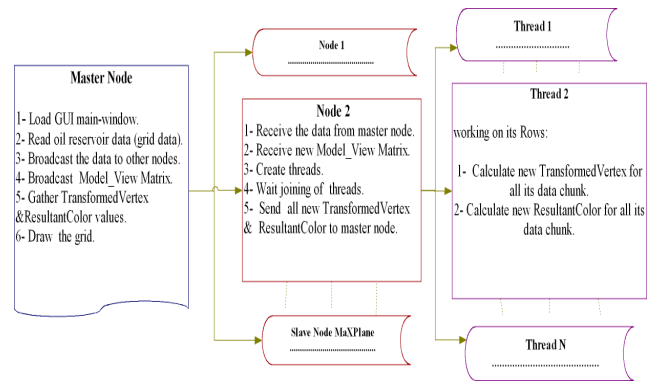 Master Node
1- Load GUI main-window.
2- Read oil reservoir data (grid data).
3- Broadcast the data to other nodes.
4- Broadcast Model_View Matrix.
5- Gather TransformedVertex
&ResultantColor values.
6- Draw the grid.
Node 1
Node 2
1- Receive the data from master node.
2- Receive new Model_View Matrix.
3- Create threads.
4- Wait joining of threads.
5- Send all new TransformedVertex
& ResultantColor to master node.
Slave Node MaXPlane
Thread 1
Thread 2
working on its Rows:
1- Calculate new TransformedVertex for
all its data chunk.
2- Calculate new ResultantColor for all its
data chunk.
Thread N